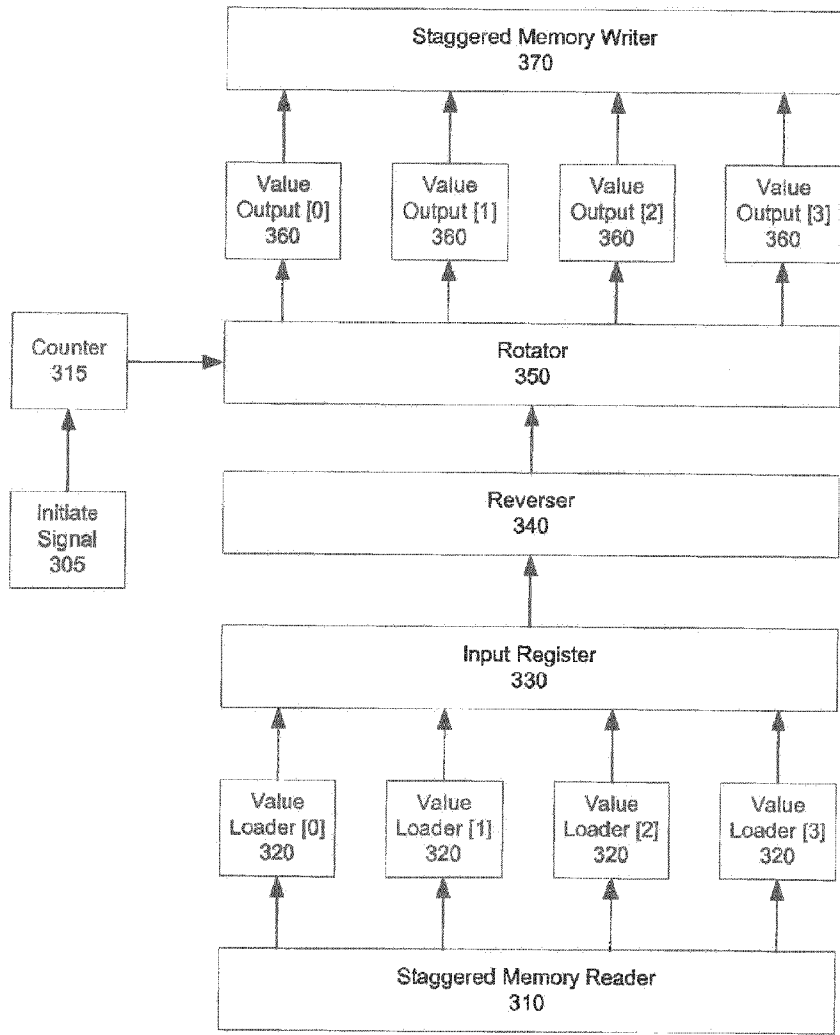 Staggered Memory Writer
370
Value
Output [0]
360
Value
Output [1]
360
Value
Output [2]
360
Value
Output [3]
360
Counter
315
Rotator
350
Initiate
Signal
305
Reverser
340
Input Register
330
Value
Loader [0]
320
Value
Loader [1]
320
Value
Loader [2]
320
Value
Loader [3]
320
Staggered Memory Reader
310